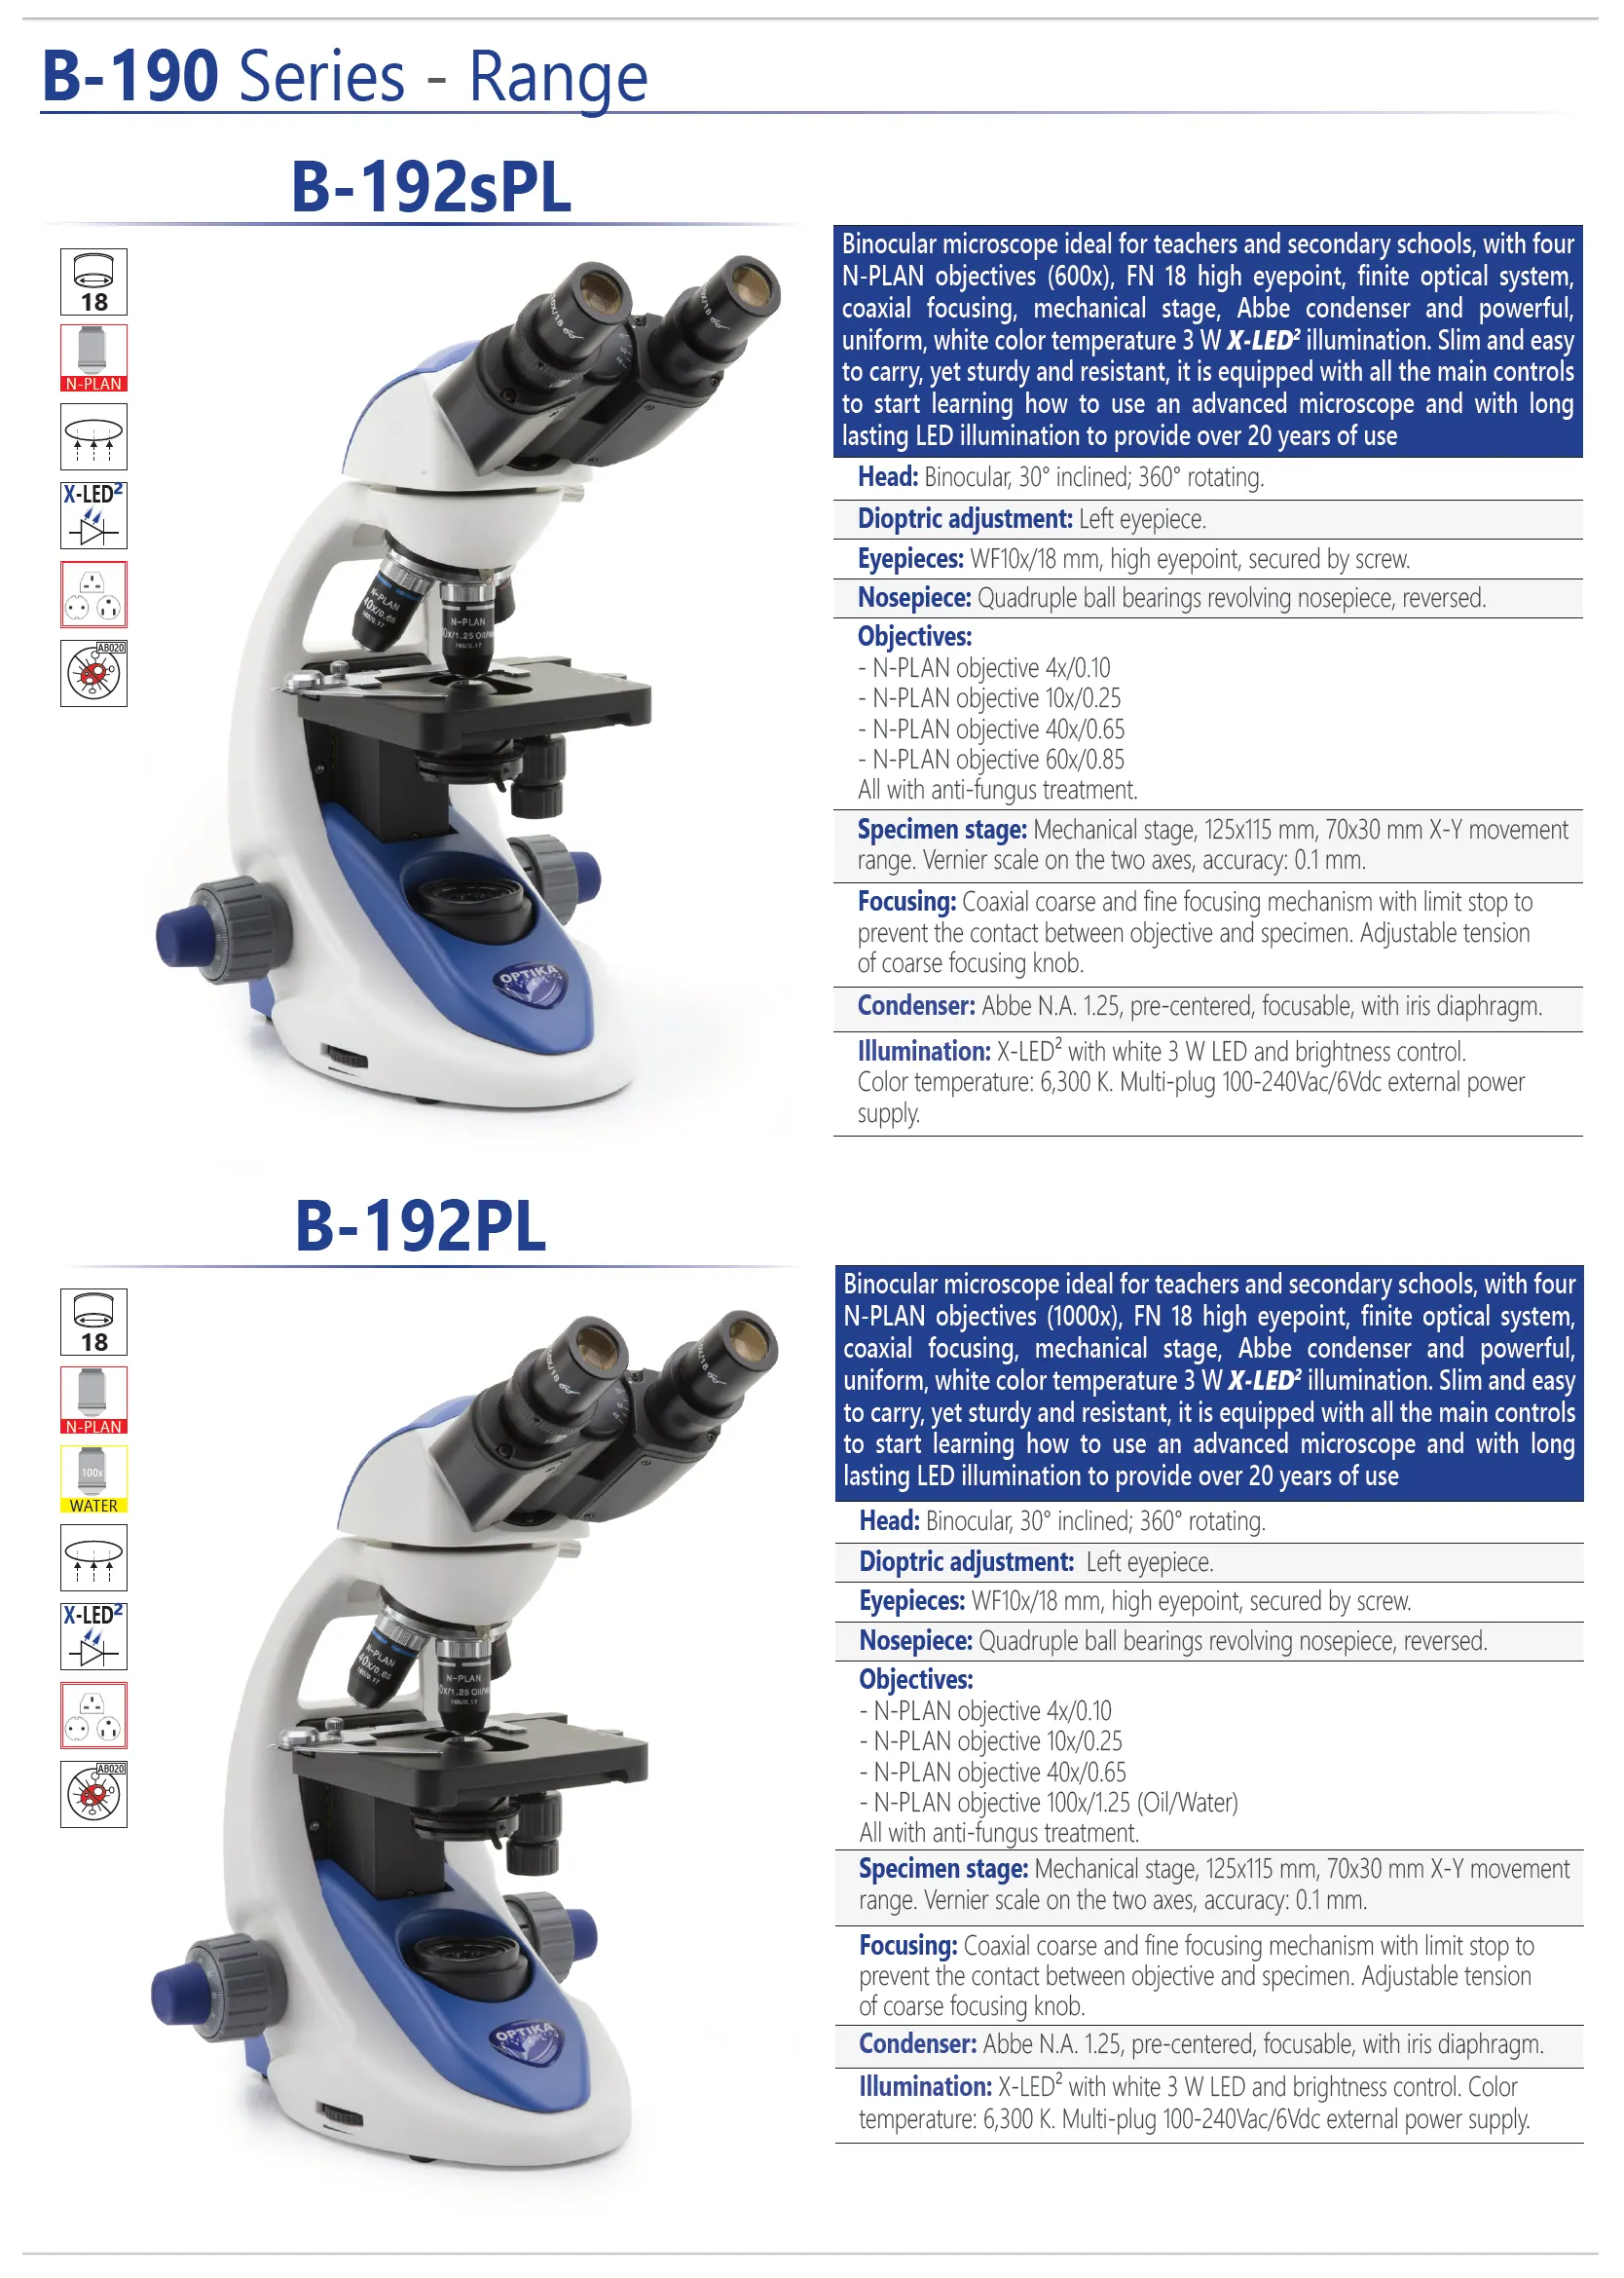 B-190 Series - Range
B-192sPL
18
N-PLAN
X-LED²
AB020
N-PLAN
40x/0.65
160/0.17
N-PLAN
160/0.17
OPTIKA
Binocular microscope ideal for teachers and secondary schools, with four
N-PLAN objectives (600x), FN 18 high eyepoint, finite optical system,
coaxial focusing, mechanical stage, Abbe condenser and powerful,
uniform, white color temperature 3 W X-LED² illumination. Slim and easy
to carry, yet sturdy and resistant, it is equipped with all the main controls
to start learning how to use an advanced microscope and with long
lasting LED illumination to provide over 20 years of use
Head: Binocular, 30° inclined; 360° rotating.
Dioptric adjustment: Left eyepiece.
Eyepieces: WF10x/18 mm, high eyepoint, secured by screw.
Nosepiece: Quadruple ball bearings revolving nosepiece, reversed.
Objectives:
- N-PLAN objective 4x/0.10
- N-PLAN objective 10x/0.25
- N-PLAN objective 40x/0.65
- N-PLAN objective 60x/0.85
All with anti-fungus treatment.
Specimen stage: Mechanical stage, 125x115 mm, 70x30 mm X-Y movement
range. Vernier scale on the two axes, accuracy: 0.1 mm.
Focusing: Coaxial coarse and fine focusing mechanism with limit stop to
prevent the contact between objective and specimen. Adjustable tension
of coarse focusing knob.
Condenser: Abbe N.A. 1.25, pre-centered, focusable, with iris diaphragm.
Illumination: X-LED² with white 3 W LED and brightness control.
Color temperature: 6,300 K. Multi-plug 100-240Vac/6Vdc external power
supply.
B-192PL
18
N-PLAN
100x
WATER
X-LED²
AB020
N-PLAN
40x/0.65
160/0.17
N-PLAN
160/0.17
OPTIKA
Binocular microscope ideal for teachers and secondary schools, with four
N-PLAN objectives (1000x), FN 18 high eyepoint, finite optical system,
coaxial focusing, mechanical stage, Abbe condenser and powerful,
uniform, white color temperature 3 W X-LED² illumination. Slim and easy
to carry, yet sturdy and resistant, it is equipped with all the main controls
to start learning how to use an advanced microscope and with long
lasting LED illumination to provide over 20 years of use
Head: Binocular, 30° inclined; 360° rotating.
Dioptric adjustment: Left eyepiece.
Eyepieces: WF10x/18 mm, high eyepoint, secured by screw.
Nosepiece: Quadruple ball bearings revolving nosepiece, reversed.
Objectives:
- N-PLAN objective 4x/0.10
- N-PLAN objective 10x/0.25
- N-PLAN objective 40x/0.65
- N-PLAN objective 100x/1.25 (Oil/Water)
All with anti-fungus treatment.
Specimen stage: Mechanical stage, 125x115 mm, 70x30 mm X-Y movement
range. Vernier scale on the two axes, accuracy: 0.1 mm.
Focusing: Coaxial coarse and fine focusing mechanism with limit stop to
prevent the contact between objective and specimen. Adjustable tension
of coarse focusing knob.
Condenser: Abbe N.A. 1.25, pre-centered, focusable, with iris diaphragm.
Illumination: X-LED² with white 3 W LED and brightness control. Color
temperature: 6,300 K. Multi-plug 100-240Vac/6Vdc external power supply.